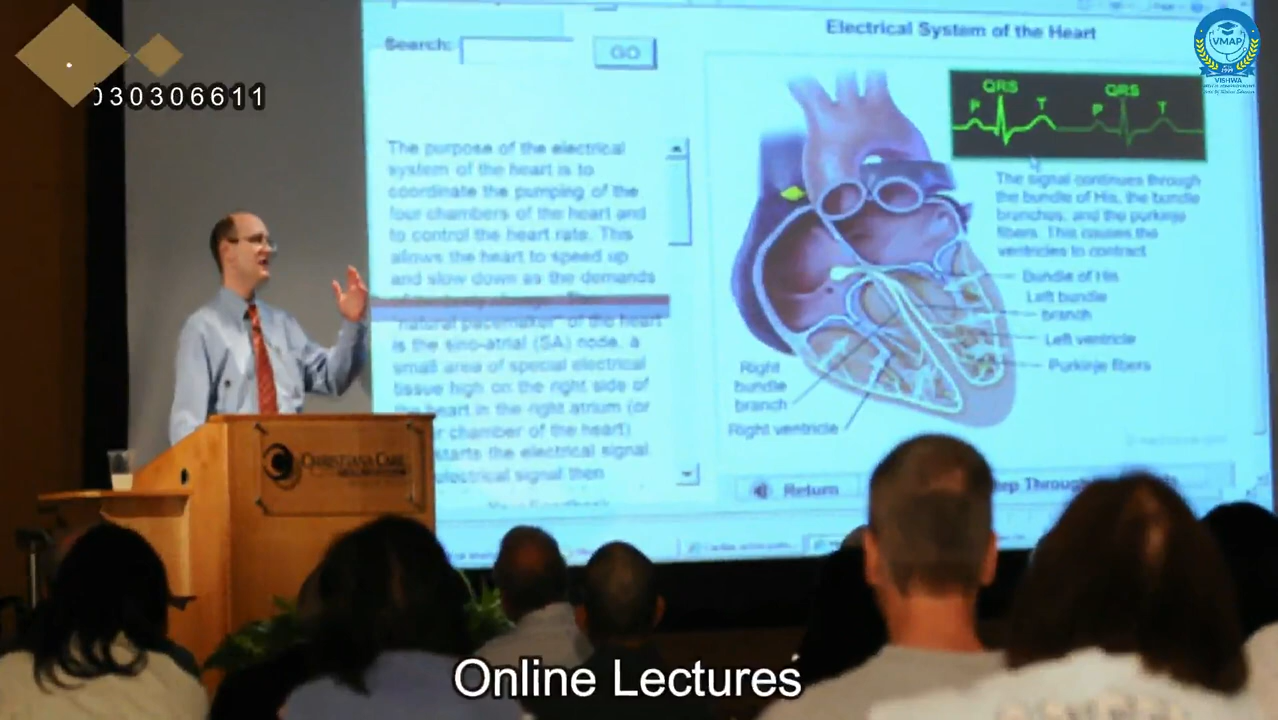 030306611
VMAP
VISHWA
Search:
GO
The purpose of the electrical
system of the heart is to
coordinate the pumping of the
four chambers of the heart and
to control the heart rate. This
allows the heart to speed up
and slow down as the demands
"natural pacemaker" of the heart
is the sino-atrial (SA) node, a
small area of special electrical
tissue high on the right side of
the heart in the right atrium (or
chamber of the heart)
starts the electrical signal.
electrical signal then
Electrical System of the Heart
QRS QRS
P T P T
The signal continues through
the bundle of His, the bundle
branches, and the purkinje
fibers. This causes the
ventricles to contract
Bundle of His
Left bundle
branch
Left ventricle
Purkinje fibers
Right
bundle
branch
Right ventricle
Return
CHRISTIANA CARE
Online Lectures